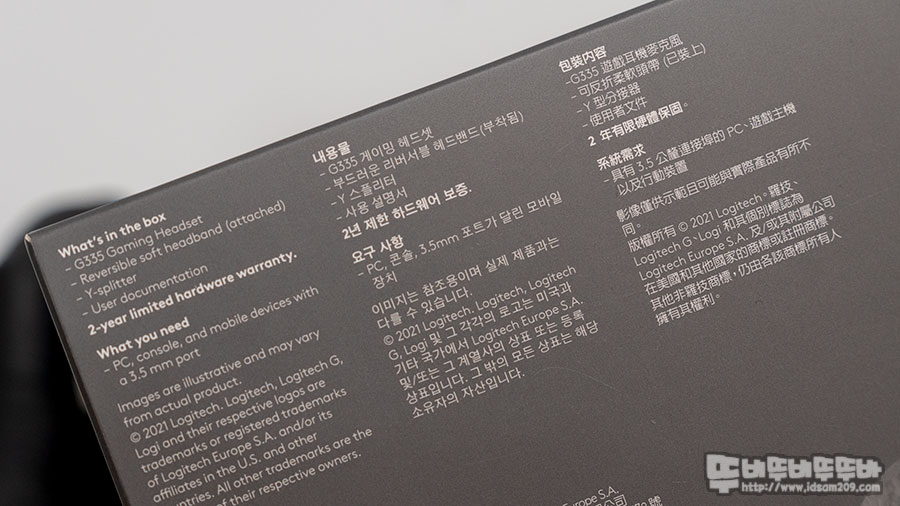 What's in the box
- G335 Gaming Headset
- Reversible soft headband (attached)
- Y-splitter
- User documentation
2-year limited hardware warranty.
What you need
- PC, console, and mobile devices with
a 3.5 mm port
Images are illustrative and may vary
from actual product.
© 2021 Logitech. Logitech, Logitech G,
Logi and their respective logos are
trademarks or registered trademarks
of Logitech Europe S.A. and/or its
affiliates in the U.S. and other
countries. All other trademarks are the
of their respective owners.
내용물
- G335 게이밍 헤드셋
- 부드러운 리버서블 헤드밴드(부착됨)
- Y 스플리터
- 사용 설명서
2년 제한 하드웨어 보증.
요구 사항
- PC, 콘솔, 3.5mm 포트가 달린 모바일
장치
이미지는 참조용이며 실제 제품과는
다를 수 있습니다.
© 2021 Logitech. Logitech, Logitech
G, Logi 및 그 각각의 로고는 미국과
기타 국가에서 Logitech Europe S.A.
및/또는 그 계열사의 상표 또는 등록
상표입니다. 그 밖의 모든 상표는 해당
소유자의 자산입니다.
包裝內容
-G335 遊戲耳機麥克風
- 可反折柔軟頭帶 (已裝上)
- Y 型分接器
- 使用者文件
2 年有限硬體保固。
系統需求
- 具有 3.5 公釐連接埠的 PC、遊戲主機
以及行動裝置
影像僅供示範且可能與實際產品有所不
同。
版權所有 © 2021 Logitech。羅技、
Logitech G、Logi 和其個別標誌為
Logitech Europe S.A. 及/或其附屬公司
在美國和其他國家的商標或註冊商標。
其他非羅技商標，仍由各該商標所有人
擁有其權利。
Europe S.A.
公司
뚜바뚜바뚜뚜바
http://www.idsam209.com/